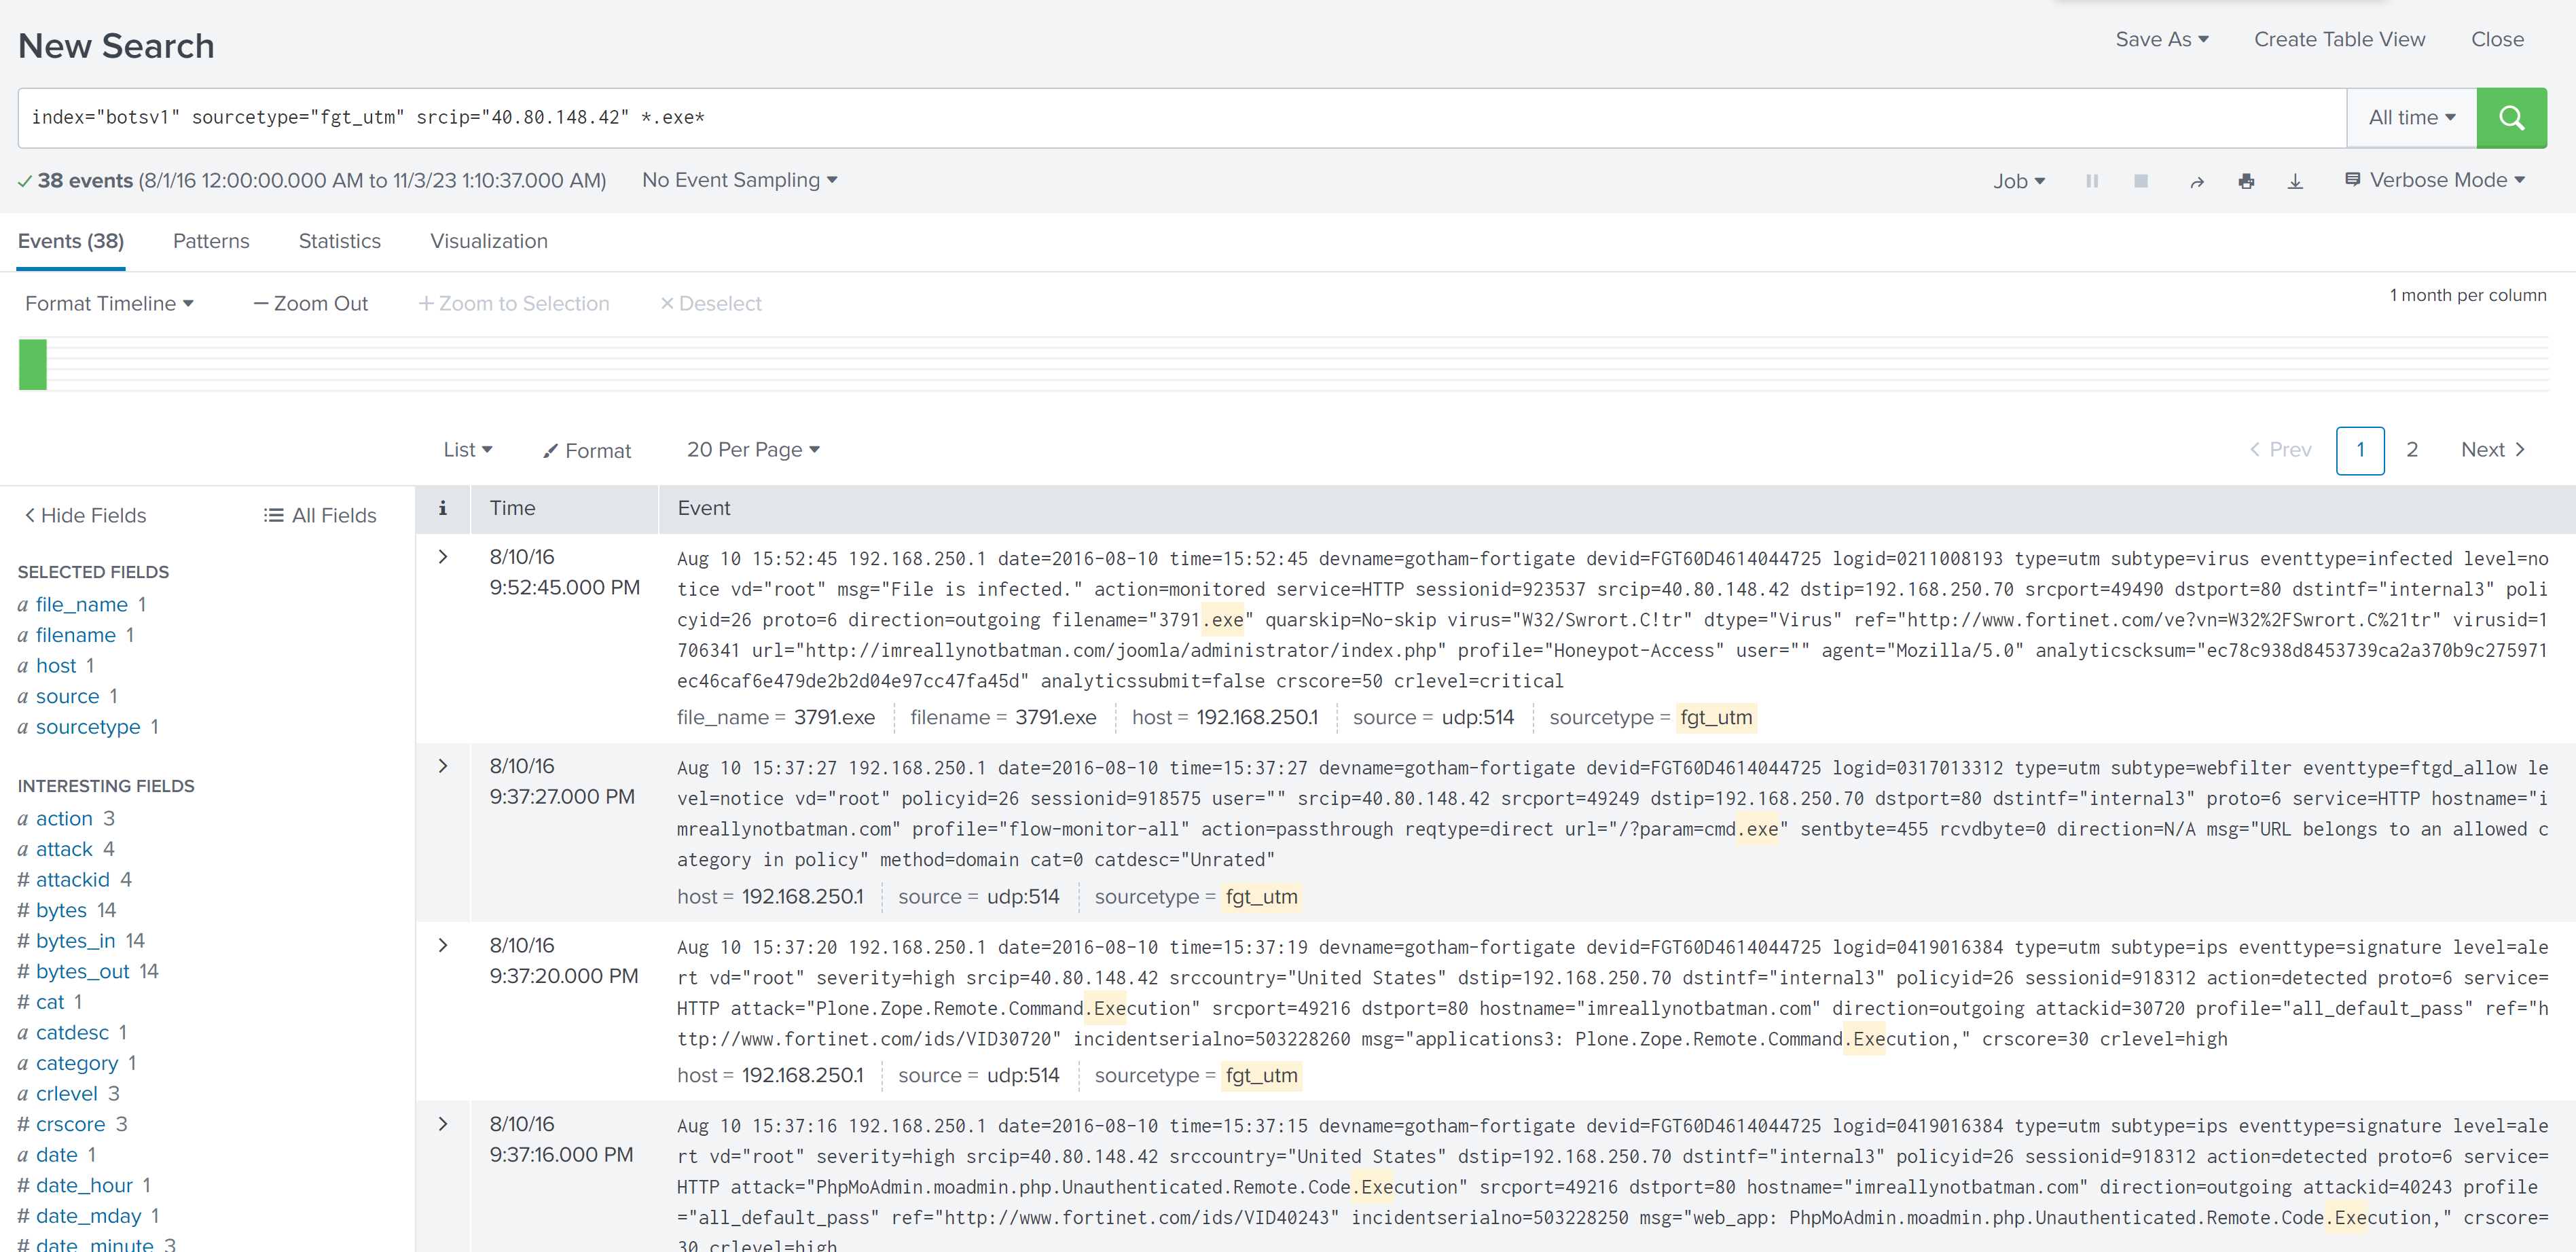 New Search
Save As
Create Table View
Close
index="botsv1" sourcetype="fgt_utm" srcip="40.80.148.42" *.exe*
All time
38 events (8/1/16 12:00:00.000 AM to 11/3/23 1:10:37.000 AM)
No Event Sampling
Job
Verbose Mode
Events (38)
Patterns
Statistics
Visualization
Format Timeline
Zoom Out
Zoom to Selection
Deselect
1 month per column
List
Format
20 Per Page
Prev
1
2
Next
Hide Fields
All Fields
SELECTED FIELDS
a file_name 1
a filename 1
a host 1
a source 1
a sourcetype 1
INTERESTING FIELDS
a action 3
a attack 4
# attackid 4
# bytes 14
# bytes_in 14
# bytes_out 14
# cat 1
a catdesc 1
a category 1
a crlevel 3
# crscore 3
a date 1
# date_hour 1
# date_mday 1
# date_minute 3
i
Time
Event
8/10/16
9:52:45.000 PM
Aug 10 15:52:45 192.168.250.1 date=2016-08-10 time=15:52:45 devname=gotham-fortigate devid=FGT60D4614044725 logid=0211008193 type=utm subtype=virus eventtype=infected level=no
tice vd="root" msg="File is infected." action=monitored service=HTTP sessionid=923537 srcip=40.80.148.42 dstip=192.168.250.70 srcport=49490 dstport=80 dstintf="internal3" poli
cyid=26 proto=6 direction=outgoing filename="3791.exe" quarskip=No-skip virus="W32/Swrort.C!tr" dtype="Virus" ref="http://www.fortinet.com/ve?vn=W32%2FSwrort.C%21tr" virusid=1
706341 url="http://imreallynotbatman.com/joomla/administrator/index.php" profile="Honeypot-Access" user="" agent="Mozilla/5.0" analyticscksum="ec78c938d8453739ca2a370b9c275971
ec46caf6e479de2b2d04e97cc47fa45d" analyticssubmit=false crscore=50 crlevel=critical
file_name = 3791.exe
filename = 3791.exe
host = 192.168.250.1
source = udp:514
sourcetype = fgt_utm
8/10/16
9:37:27.000 PM
Aug 10 15:37:27 192.168.250.1 date=2016-08-10 time=15:37:27 devname=gotham-fortigate devid=FGT60D4614044725 logid=0317013312 type=utm subtype=webfilter eventtype=ftgd_allow le
vel=notice vd="root" policyid=26 sessionid=918575 user="" srcip=40.80.148.42 srcport=49249 dstip=192.168.250.70 dstport=80 dstintf="internal3" proto=6 service=HTTP hostname="i
mreallynotbatman.com" profile="flow-monitor-all" action=passthrough reqtype=direct url="/?param=cmd.exe" sentbyte=455 rcvdbyte=0 direction=N/A msg="URL belongs to an allowed c
ategory in policy" method=domain cat=0 catdesc="Unrated"
host = 192.168.250.1
source = udp:514
sourcetype = fgt_utm
8/10/16
9:37:20.000 PM
Aug 10 15:37:20 192.168.250.1 date=2016-08-10 time=15:37:19 devname=gotham-fortigate devid=FGT60D4614044725 logid=0419016384 type=utm subtype=ips eventtype=signature level=ale
rt vd="root" severity=high srcip=40.80.148.42 srccountry="United States" dstip=192.168.250.70 dstintf="internal3" policyid=26 sessionid=918312 action=detected proto=6 service=
HTTP attack="Plone.Zope.Remote.Command.Execution" srcport=49216 dstport=80 hostname="imreallynotbatman.com" direction=outgoing attackid=30720 profile="all_default_pass" ref="h
ttp://www.fortinet.com/ids/VID30720" incidentserialno=503228260 msg="applications3: Plone.Zope.Remote.Command.Execution," crscore=30 crlevel=high
host = 192.168.250.1
source = udp:514
sourcetype = fgt_utm
8/10/16
9:37:16.000 PM
Aug 10 15:37:16 192.168.250.1 date=2016-08-10 time=15:37:15 devname=gotham-fortigate devid=FGT60D4614044725 logid=0419016384 type=utm subtype=ips eventtype=signature level=ale
rt vd="root" severity=high srcip=40.80.148.42 srccountry="United States" dstip=192.168.250.70 dstintf="internal3" policyid=26 sessionid=918312 action=detected proto=6 service=
HTTP attack="PhpMoAdmin.moadmin.php.Unauthenticated.Remote.Code.Execution" srcport=49216 dstport=80 hostname="imreallynotbatman.com" direction=outgoing attackid=40243 profile
="all_default_pass" ref="http://www.fortinet.com/ids/VID40243" incidentserialno=503228250 msg="web_app: PhpMoAdmin.moadmin.php.Unauthenticated.Remote.Code.Execution," crscore=
30 crlevel=high